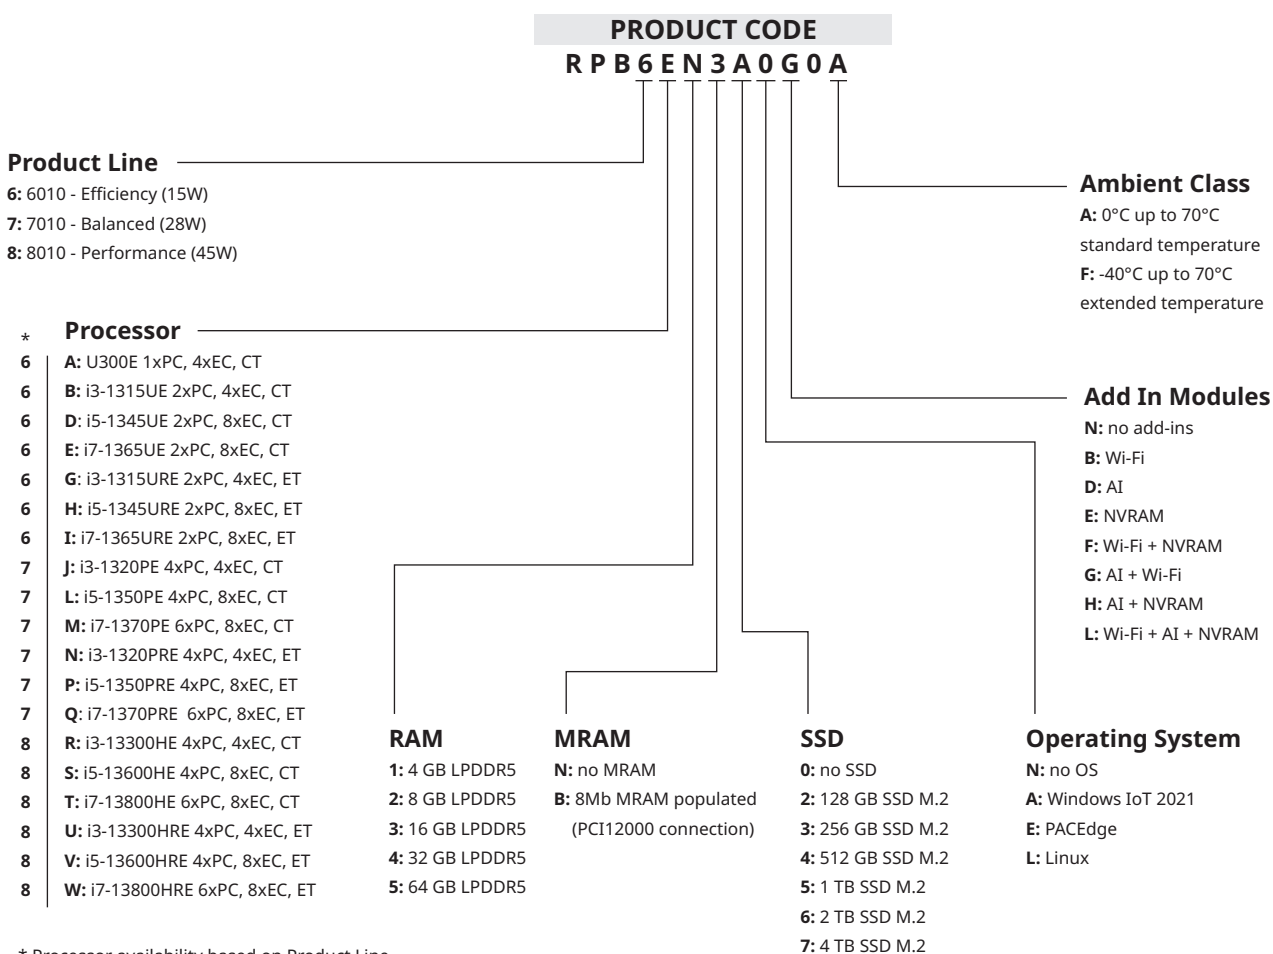 PRODUCT CODE
RPB6EN3A0G0A
Product Line
6: 6010 - Efficiency (15W)
7: 7010 - Balanced (28W)
8: 8010 - Performance (45W)
Ambient Class
A: 0°C up to 70°C
standard temperature
F: -40°C up to 70°C
extended temperature
* Processor
6 A: U300E 1xPC, 4xEC, CT
6 B: i3-1315UE 2xPC, 4xEC, CT
6 D: i5-1345UE 2xPC, 8xEC, CT
6 E: i7-1365UE 2xPC, 8xEC, CT
6 G: i3-1315URE 2xPC, 4xEC, ET
6 H: i5-1345URE 2xPC, 8xEC, ET
6 I: i7-1365URE 2xPC, 8xEC, ET
7 J: i3-1320PE 4xPC, 4xEC, CT
7 L: i5-1350PE 4xPC, 8xEC, CT
7 M: i7-1370PE 6xPC, 8xEC, CT
7 N: i3-1320PRE 4xPC, 4xEC, ET
7 P: i5-1350PRE 4xPC, 8xEC, ET
7 Q: i7-1370PRE 6xPC, 8xEC, ET
8 R: i3-13300HE 4xPC, 4xEC, CT
8 S: i5-13600HE 4xPC, 8xEC, CT
8 T: i7-13800HE 6xPC, 8xEC, CT
8 U: i3-13300HRE 4xPC, 4xEC, ET
8 V: i5-13600HRE 4xPC, 8xEC, ET
8 W: i7-13800HRE 6xPC, 8xEC, ET
* Processor availability based on Product Line
Add In Modules
N: no add-ins
B: Wi-Fi
D: AI
E: NVRAM
F: Wi-Fi + NVRAM
G: AI + Wi-Fi
H: AI + NVRAM
L: Wi-Fi + AI + NVRAM
RAM
1: 4 GB LPDDR5
2: 8 GB LPDDR5
3: 16 GB LPDDR5
4: 32 GB LPDDR5
5: 64 GB LPDDR5
MRAM
N: no MRAM
B: 8Mb MRAM populated
(PCI12000 connection)
SSD
0: no SSD
2: 128 GB SSD M.2
3: 256 GB SSD M.2
4: 512 GB SSD M.2
5: 1 TB SSD M.2
6: 2 TB SSD M.2
7: 4 TB SSD M.2
Operating System
N: no OS
A: Windows IoT 2021
E: PACEdge
L: Linux